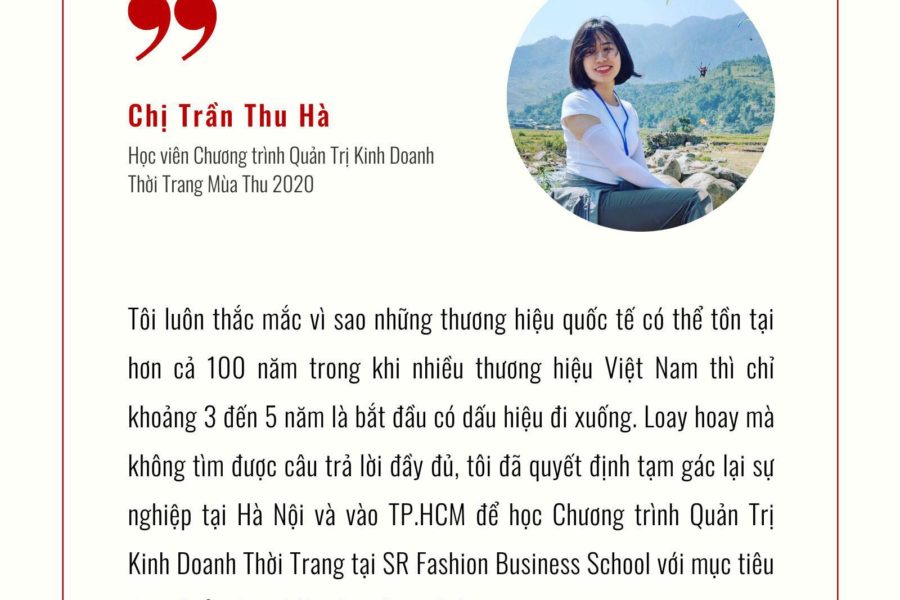 Chị Trần Thu Hà
Học viên Chương trình Quản Trị Kinh Doanh
Thời Trang Mùa Thu 2020
Tôi luôn thắc mắc vì sao những thương hiệu quốc tế có thể tồn tại
hơn cả 100 năm trong khi nhiều thương hiệu Việt Nam thì chỉ
khoảng 3 đến 5 năm là bắt đầu có dấu hiệu đi xuống. Loay hoay mà
không tìm được câu trả lời đầy đủ, tôi đã quyết định tạm gác lại sự
nghiệp tại Hà Nội và vào TP.HCM để học Chương trình Quản Trị
Kinh Doanh Thời Trang tại SR Fashion Business School với mục tiêu